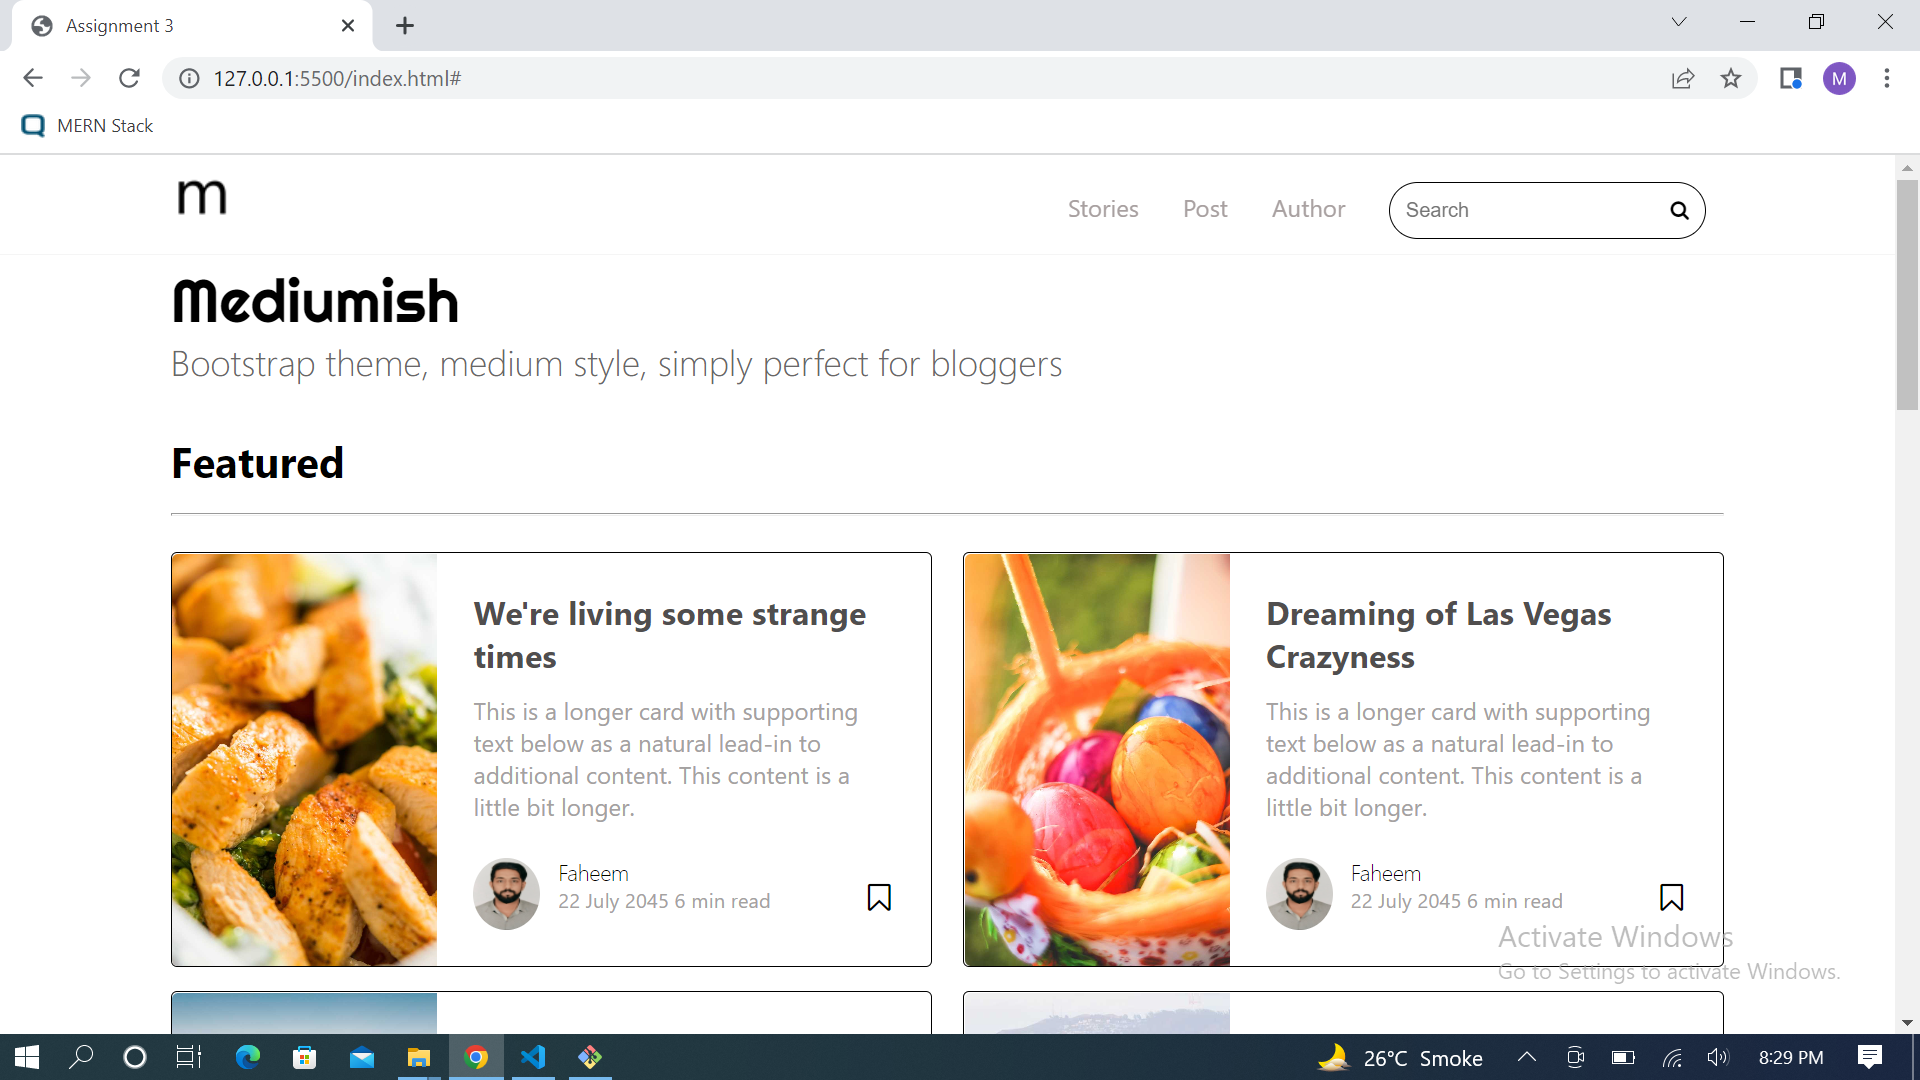 Assignment 3
127.0.0.1:5500/index.html#
M
MERN Stack
m
Stories
Post
Author
Search
Mediumish
Bootstrap theme, medium style, simply perfect for bloggers
Featured
We're living some strange
times
This is a longer card with supporting
text below as a natural lead-in to
additional content. This content is a
little bit longer.
Faheem
22 July 2045 6 min read
Dreaming of Las Vegas
Crazyness
This is a longer card with supporting
text below as a natural lead-in to
additional content. This content is a
little bit longer.
Faheem
22 July 2045 6 min read
Activate Windows
Go to Settings to activate Windows.
26°C Smoke
8:29 PM